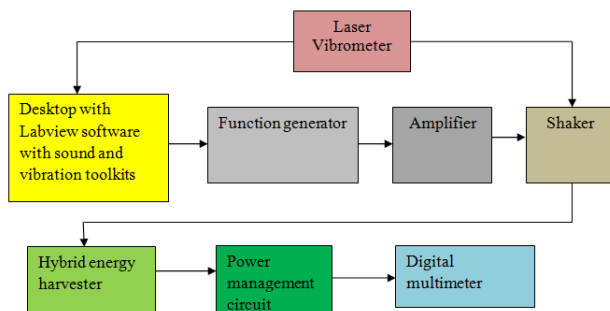 Laser
Vibrometer
Desktop with
Labview software
with sound and
vibration toolkits
Function generator
Amplifier
Shaker
Hybrid energy
harvester
Power
management
circuit
Digital
multimeter